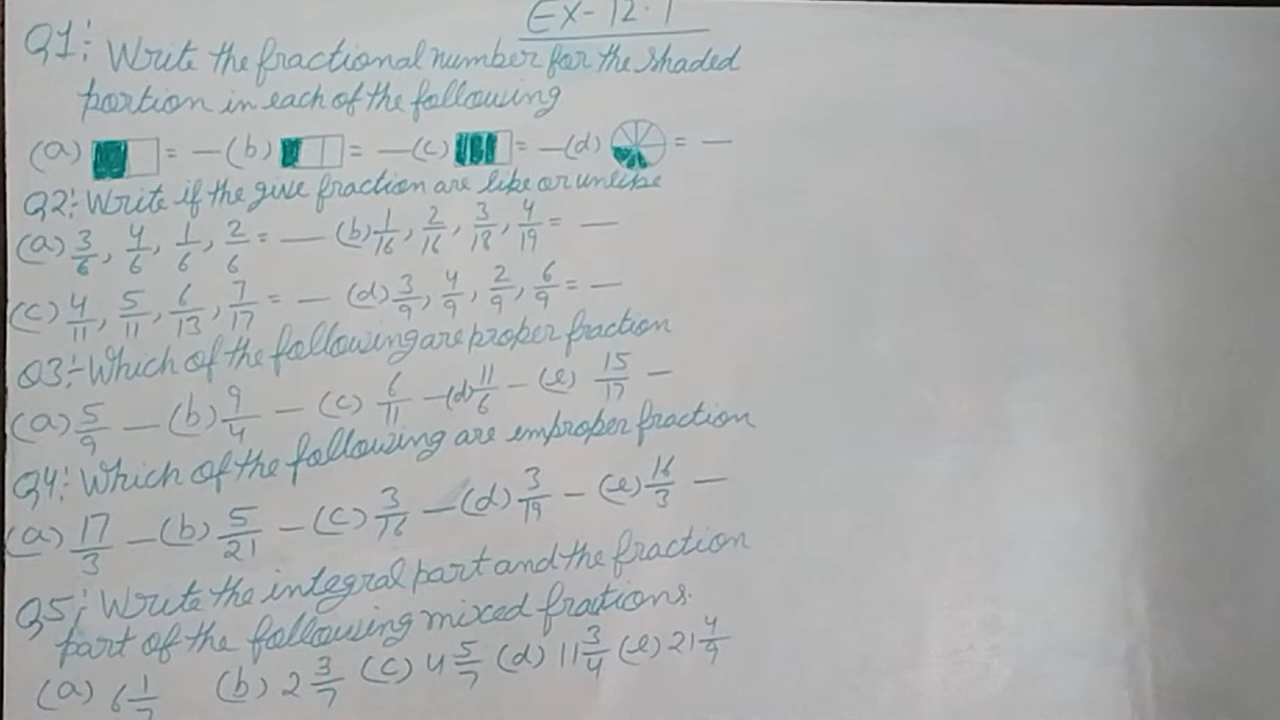 Ex-12.1
Q1:- Write the fractional number for the shaded
portion in each of the following
(a) = — (b) = — (c) = — (d) = —
Q2:- Write if the give fraction are like or unlike
(a) 3/6, 4/6, 1/6, 2/6 = — (b) 1/16, 2/16, 3/18, 4/19 = —
(c) 4/11, 5/11, 6/13, 7/17 = — (d) 3/9, 4/9, 2/9, 6/9 = —
Q3:- Which of the following are proper fraction
(a) 5/9 — (b) 9/4 — (c) 6/11 — (d) 11/6 — (e) 15/17 —
Q4:- Which of the following are improper fraction
(a) 17/3 — (b) 5/21 — (c) 3/16 — (d) 3/19 — (e) 16/3 —
Q5:- Write the integral part and the fraction
part of the following mixed fractions.
(a) 6 1/7 (b) 2 3/7 (c) 4 5/7 (d) 11 3/4 (e) 21 4/9